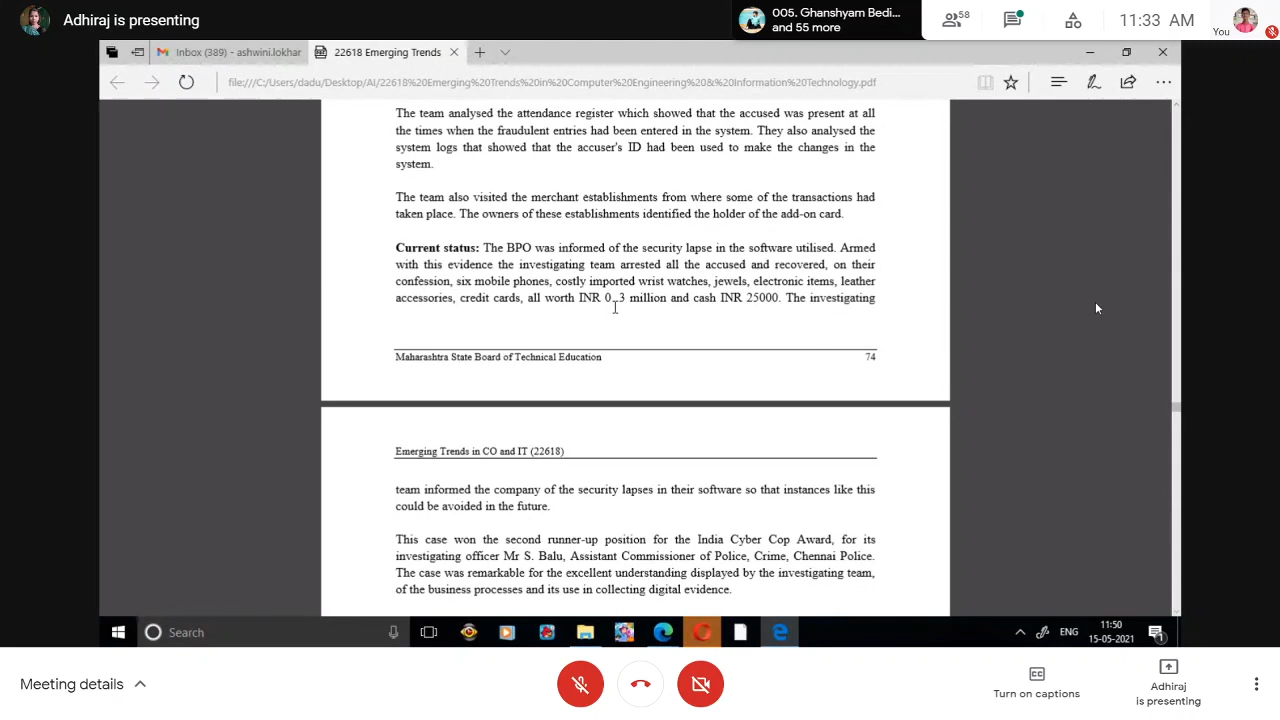 Adhiraj is presenting
005. Ghanshyam Bedi...
and 55 more
58
11:33 AM
You
Inbox (389) - ashwini.lokhar
22618 Emerging Trends
file:///C:/Users/dadu/Desktop/AI/22618%20Emerging%20Trends%20in%20Computer%20Engineering%20&%20Information%20Technology.pdf
The team analysed the attendance register which showed that the accused was present at all
the times when the fraudulent entries had been entered in the system. They also analysed the
system logs that showed that the accuser's ID had been used to make the changes in the
system.
The team also visited the merchant establishments from where some of the transactions had
taken place. The owners of these establishments identified the holder of the add-on card.
Current status: The BPO was informed of the security lapse in the software utilised. Armed
with this evidence the investigating team arrested all the accused and recovered, on their
confession, six mobile phones, costly imported wrist watches, jewels, electronic items, leather
accessories, credit cards, all worth INR 0..3 million and cash INR 25000. The investigating
Maharashtra State Board of Technical Education 74
Emerging Trends in CO and IT (22618)
team informed the company of the security lapses in their software so that instances like this
could be avoided in the future.
This case won the second runner-up position for the India Cyber Cop Award, for its
investigating officer Mr S. Balu, Assistant Commissioner of Police, Crime, Chennai Police.
The case was remarkable for the excellent understanding displayed by the investigating team,
of the business processes and its use in collecting digital evidence.
Search
ENG
11:50
15-05-2021
1
Meeting details
CC
Turn on captions
Adhiraj
is presenting